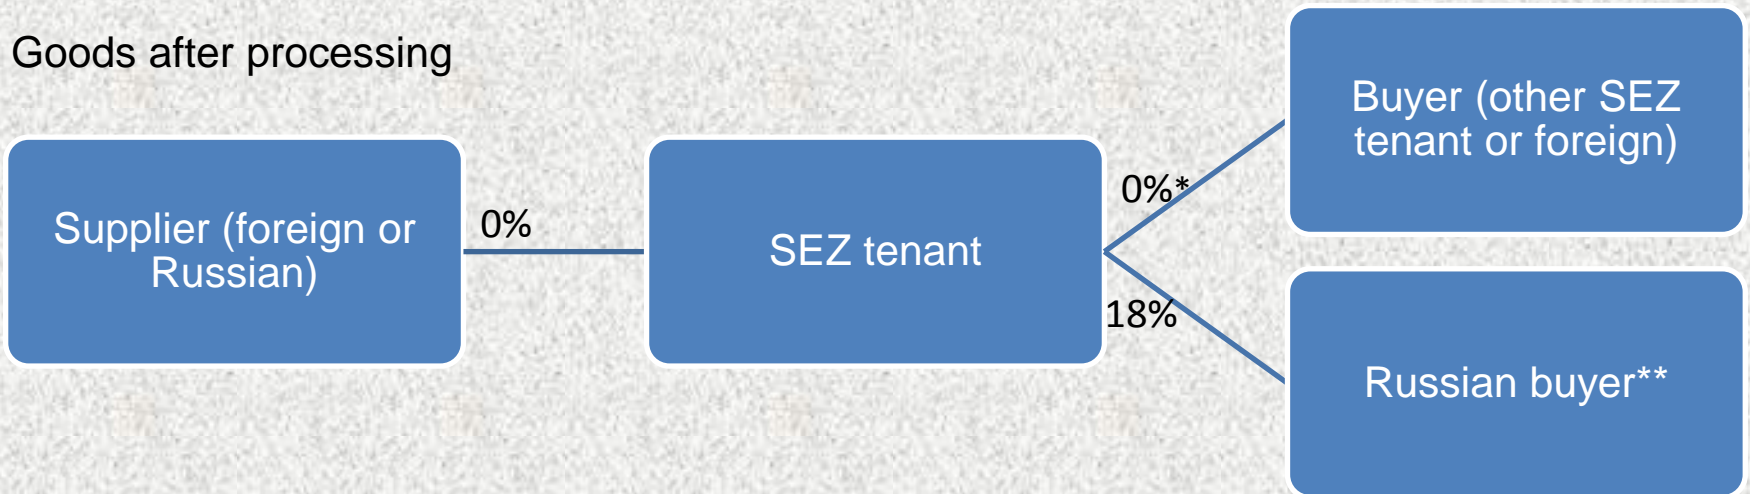 Goods after processing
Supplier (foreign or
Russian)
0%
SEZ tenant
0%*
18%
Buyer (other SEZ
tenant or foreign)
Russian buyer**